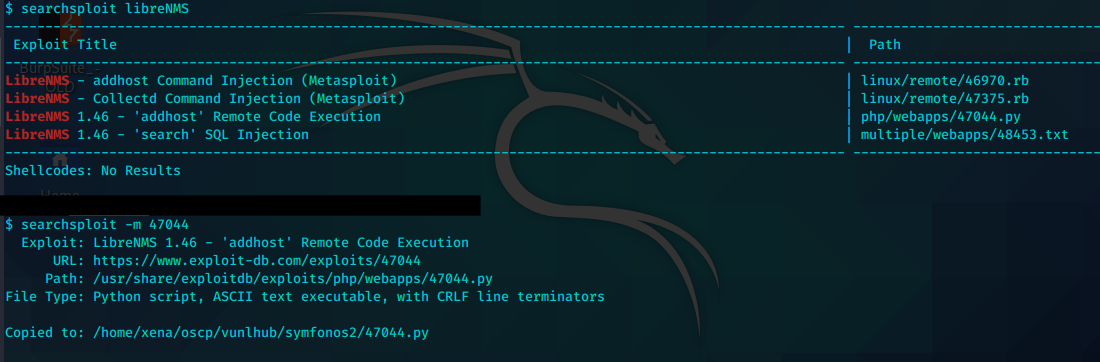 $ searchsploit libreNMS
Exploit Title | Path
LibreNMS - addhost Command Injection (Metasploit) | linux/remote/46970.rb
LibreNMS - Collectd Command Injection (Metasploit) | linux/remote/47375.rb
LibreNMS 1.46 - 'addhost' Remote Code Execution | php/webapps/47044.py
LibreNMS 1.46 - 'search' SQL Injection | multiple/webapps/48453.txt
Shellcodes: No Results
$ searchsploit -m 47044
Exploit: LibreNMS 1.46 - 'addhost' Remote Code Execution
URL: https://www.exploit-db.com/exploits/47044
Path: /usr/share/exploitdb/exploits/php/webapps/47044.py
File Type: Python script, ASCII text executable, with CRLF line terminators
Copied to: /home/xena/oscp/vunlhub/symfonos2/47044.py